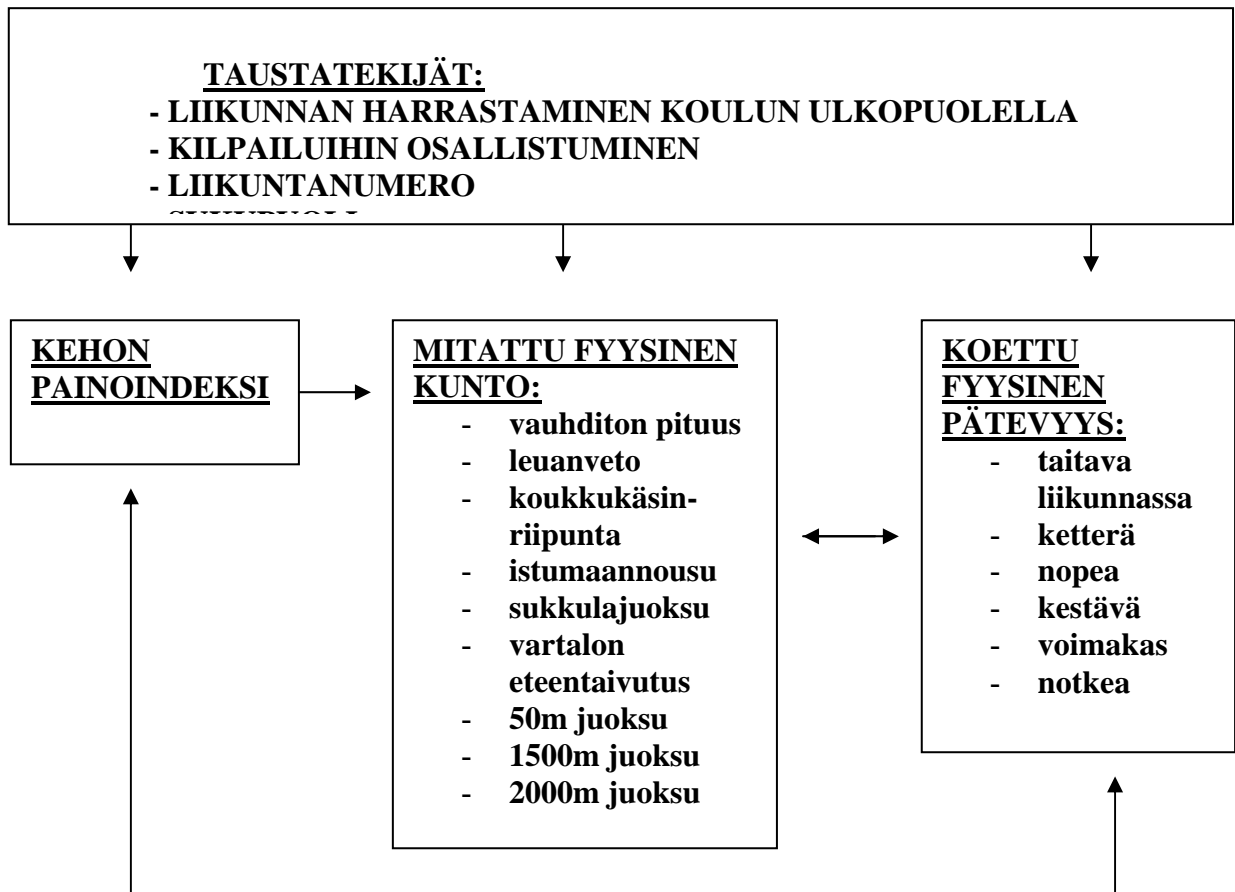 TAUSTATEKIJÄT:
- LIIKUNNAN HARRASTAMINEN KOULUN ULKOPUOLELLA
- KILPAILUIHIN OSALLISTUMINEN
- LIIKUNTANUMERO
KEHON
PAINOINDEKSI
MITATTU FYYSINEN
KUNTO:
- vauhditon pituus
- leuanveto
- koukkukäsin-
riipunta
- istumaannousu
- sukkulajuoksu
- vartalon
eteentaivutus
- 50m juoksu
- 1500m juoksu
- 2000m juoksu
KOETTU
FYYSINEN
PÄTEVYYS:
- taitava
liikunnassa
- ketterä
- nopea
- kestävä
- voimakas
- notkea